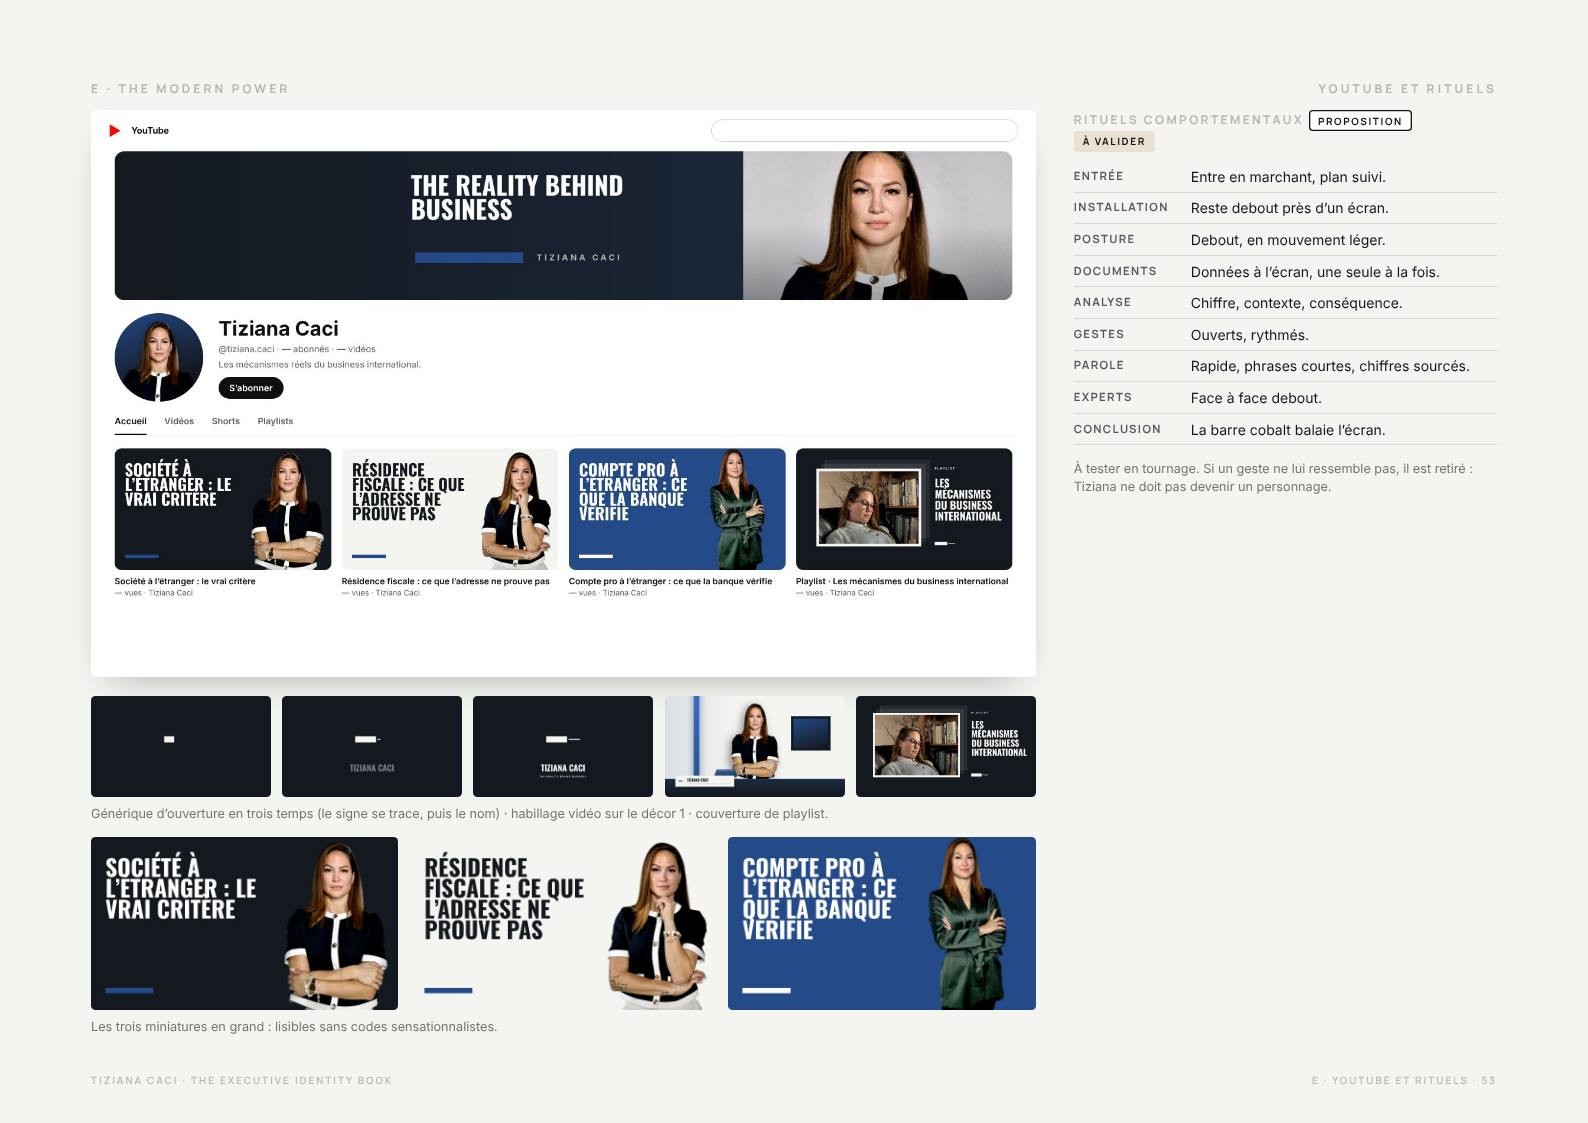 E · THE MODERN POWER
YOUTUBE ET RITUELS
YouTube
THE REALITY BEHIND
BUSINESS
TIZIANA CACI
Tiziana Caci
@tiziana.caci · — abonnés · — vidéos
Les mécanismes réels du business international.
S'abonner
Accueil Vidéos Shorts Playlists
SOCIÉTÉ À
L'ÉTRANGER : LE
VRAI CRITÈRE
RÉSIDENCE
FISCALE : CE QUE
L'ADRESSE NE
PROUVE PAS
COMPTE PRO À
L'ÉTRANGER : CE
QUE LA BANQUE
VÉRIFIE
PLAYLIST
LES
MÉCANISMES
DU BUSINESS
INTERNATIONAL
Société à l'étranger : le vrai critère
— vues · Tiziana Caci
Résidence fiscale : ce que l'adresse ne prouve pas
— vues · Tiziana Caci
Compte pro à l'étranger : ce que la banque vérifie
— vues · Tiziana Caci
Playlist · Les mécanismes du business international
— vues · Tiziana Caci
TIZIANA CACI
TIZIANA CACI
THE REALITY BEHIND BUSINESS
TIZIANA CACI
PLAYLIST
LES
MÉCANISMES
DU BUSINESS
INTERNATIONAL
Générique d'ouverture en trois temps (le signe se trace, puis le nom) · habillage vidéo sur le décor 1 · couverture de playlist.
SOCIÉTÉ À
L'ÉTRANGER : LE
VRAI CRITÈRE
RÉSIDENCE
FISCALE : CE QUE
L'ADRESSE NE
PROUVE PAS
COMPTE PRO À
L'ÉTRANGER : CE
QUE LA BANQUE
VÉRIFIE
Les trois miniatures en grand : lisibles sans codes sensationnalistes.
RITUELS COMPORTEMENTAUX PROPOSITION
À VALIDER
ENTRÉE Entre en marchant, plan suivi.
INSTALLATION Reste debout près d'un écran.
POSTURE Debout, en mouvement léger.
DOCUMENTS Données à l'écran, une seule à la fois.
ANALYSE Chiffre, contexte, conséquence.
GESTES Ouverts, rythmés.
PAROLE Rapide, phrases courtes, chiffres sourcés.
EXPERTS Face à face debout.
CONCLUSION La barre cobalt balaie l'écran.
À tester en tournage. Si un geste ne lui ressemble pas, il est retiré :
Tiziana ne doit pas devenir un personnage.
TIZIANA CACI · THE EXECUTIVE IDENTITY BOOK
E · YOUTUBE ET RITUELS · 53